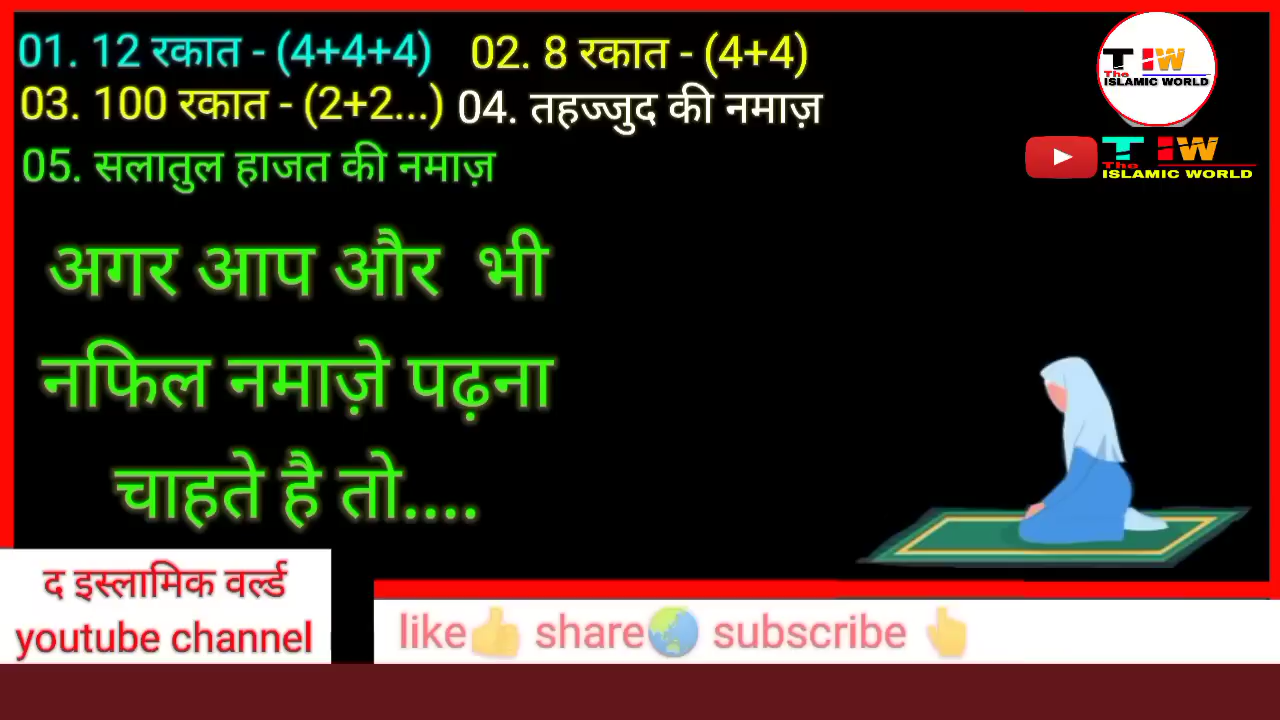 01. 12 रकात - (4+4+4) 02. 8 रकात - (4+4)
03. 100 रकात - (2+2...) 04. तहज्जुद की नमाज़
05. सलातुल हाजत की नमाज़
TIW
The
ISLAMIC WORLD
TIW
The
ISLAMIC WORLD
अगर आप और भी
नफिल नमाज़े पढ़ना
चाहते है तो....
द इस्लामिक वर्ल्ड
youtube channel
like👍 share🌏 subscribe 👆